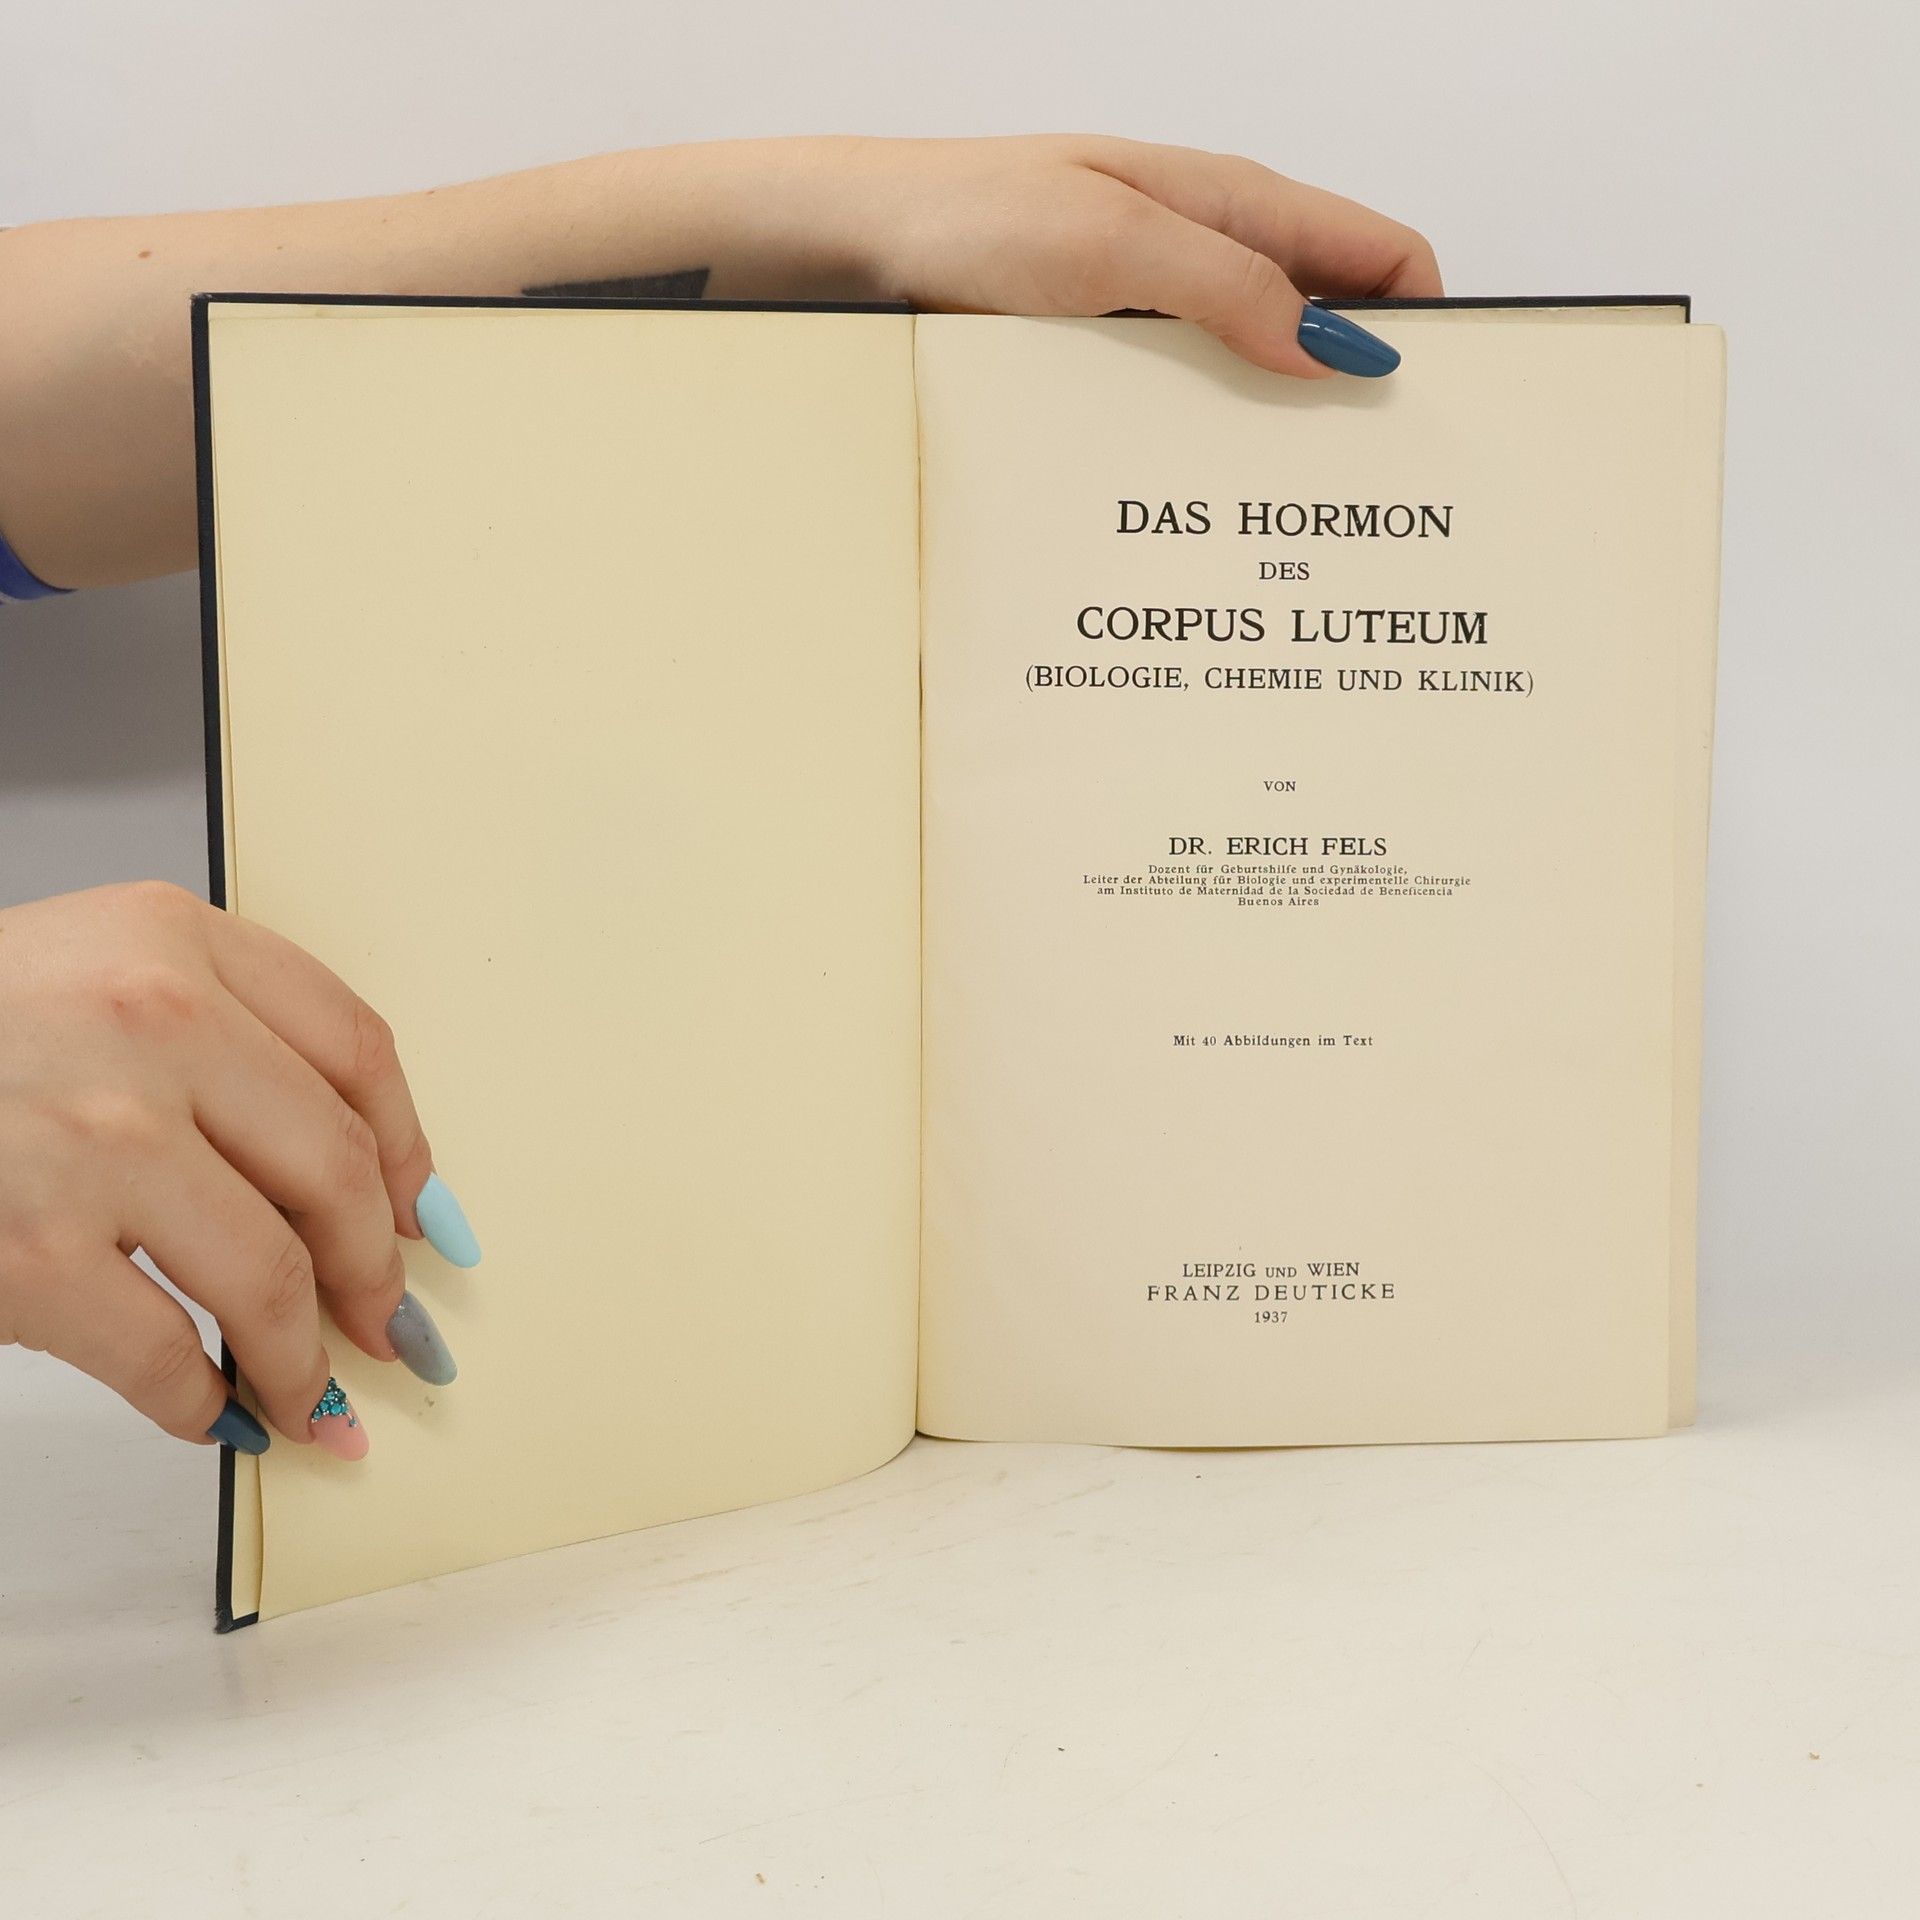 DAS HORMON
DES
CORPUS LUTEUM
(BIOLOGIE, CHEMIE UND KLINIK)
VON
DR. ERICH FELS
Dozent für Geburtshilfe und Gynäkologie,
Leiter der Abteilung für Biologie und experimentelle Chirurgie
am Instituto de Maternidad de la Sociedad de Beneficencia
Buenos Aires
Mit 40 Abbildungen im Text
LEIPZIG UND WIEN
FRANZ DEUTICKE
1937